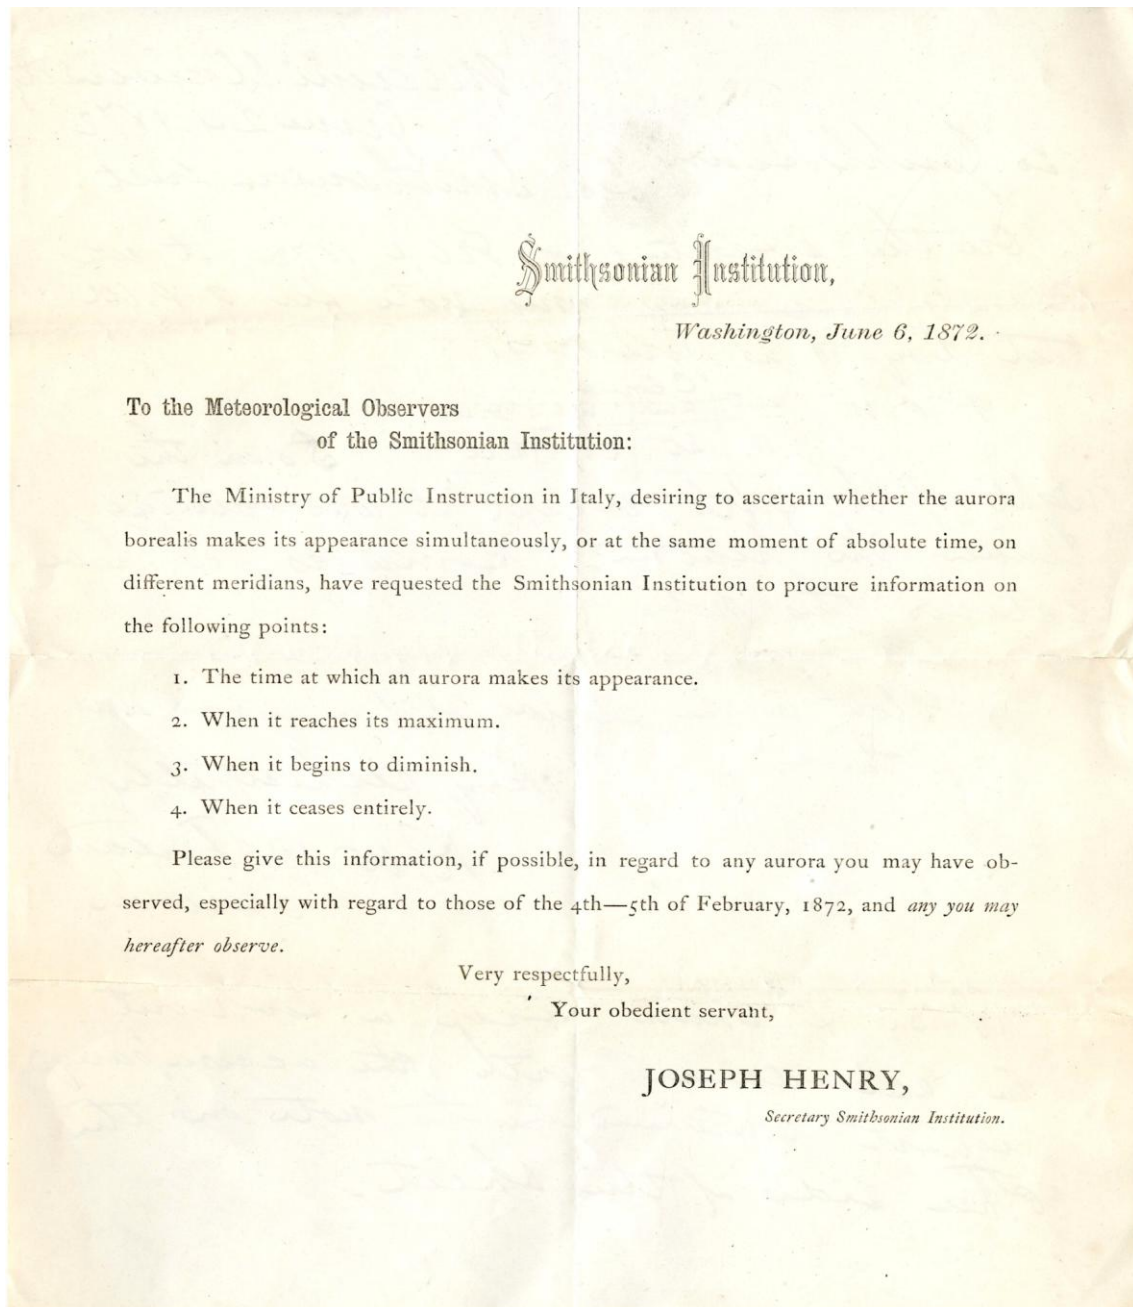 Smithsonian Institution,
Washington, June 6, 1872.
To the Meteorological Observers
of the Smithsonian Institution:
The Ministry of Public Instruction in Italy, desiring to ascertain whether the aurora
borealis makes its appearance simultaneously, or at the same moment of absolute time, on
different meridians, have requested the Smithsonian Institution to procure information on
the following points:
1. The time at which an aurora makes its appearance.
2. When it reaches its maximum.
3. When it begins to diminish.
4. When it ceases entirely.
Please give this information, if possible, in regard to any aurora you may have ob-
served, especially with regard to those of the 4th—5th of February, 1872, and any you may
hereafter observe.
Very respectfully,
Your obedient servant,
JOSEPH HENRY,
Secretary Smithsonian Institution.